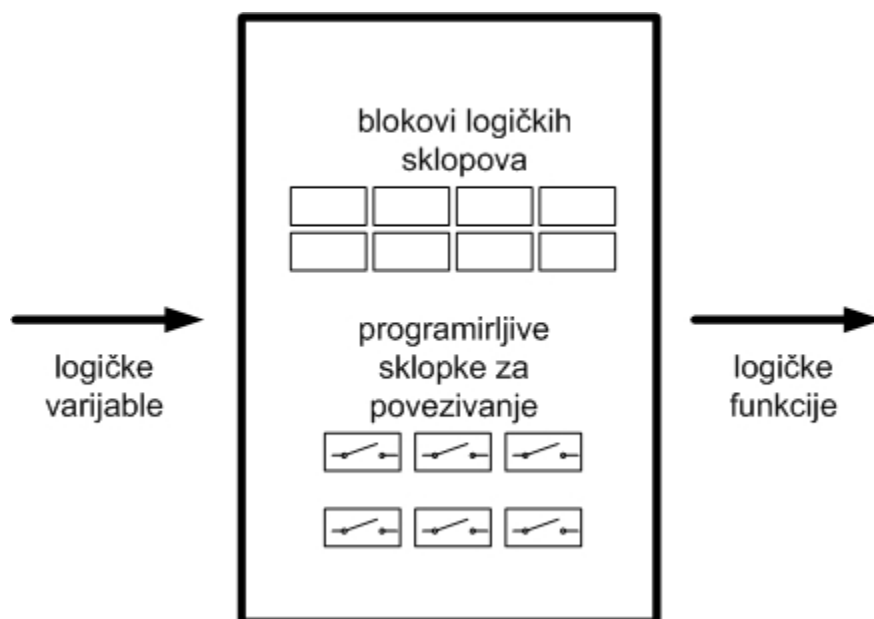 blokovi logičkih
sklopova
logičke
varijable
programirljive
sklopke za
povezivanje
logičke
funkcije